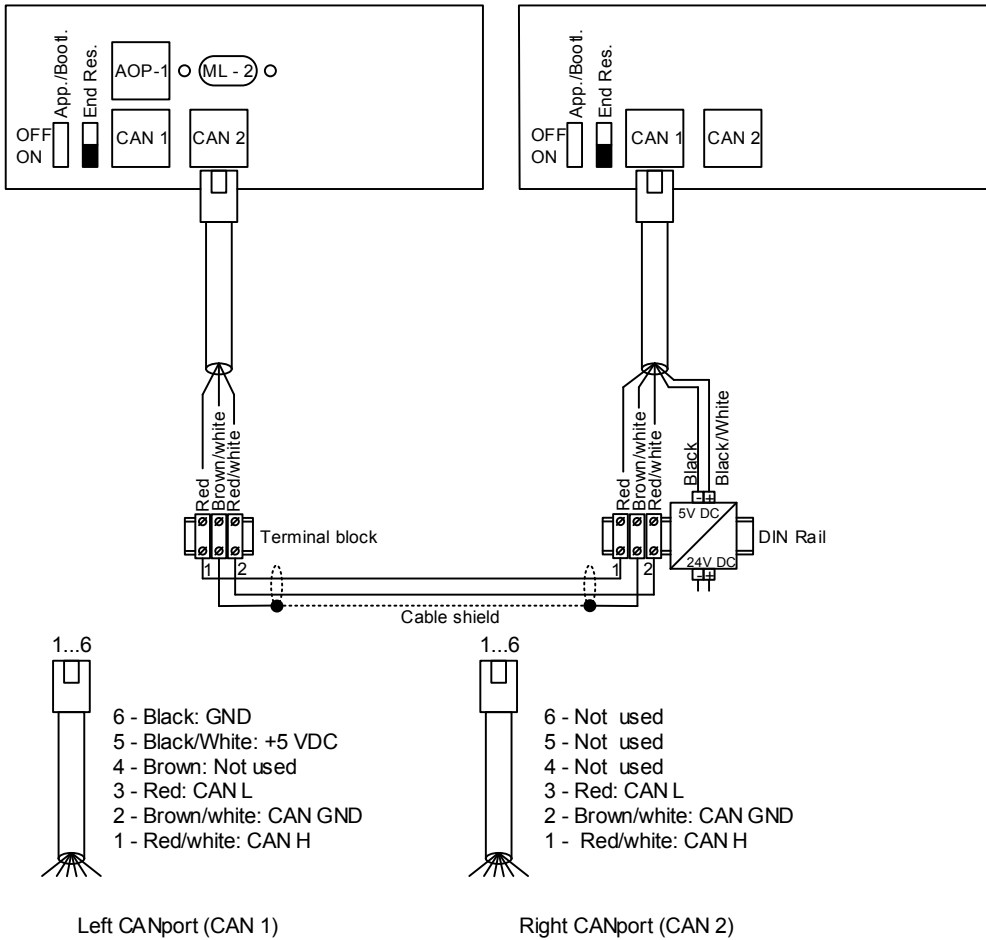 App./Bootl.
End Res.
AOP-1
ML - 2
OFF
ON
CAN 1
CAN 2
App./Bootl.
End Res.
OFF
ON
CAN 1
CAN 2
Red
Brown/white
Red/white
Red
Brown/white
Red/white
Black
Black/White
- +
5V DC
24V DC
- +
Terminal block
DIN Rail
1 2
1 2
Cable shield
1...6
6 - Black: GND
5 - Black/White: +5 VDC
4 - Brown: Not used
3 - Red: CAN L
2 - Brown/white: CAN GND
1 - Red/white: CAN H
Left CANport (CAN 1)
1...6
6 - Not used
5 - Not used
4 - Not used
3 - Red: CAN L
2 - Brown/white: CAN GND
1 - Red/white: CAN H
Right CANport (CAN 2)